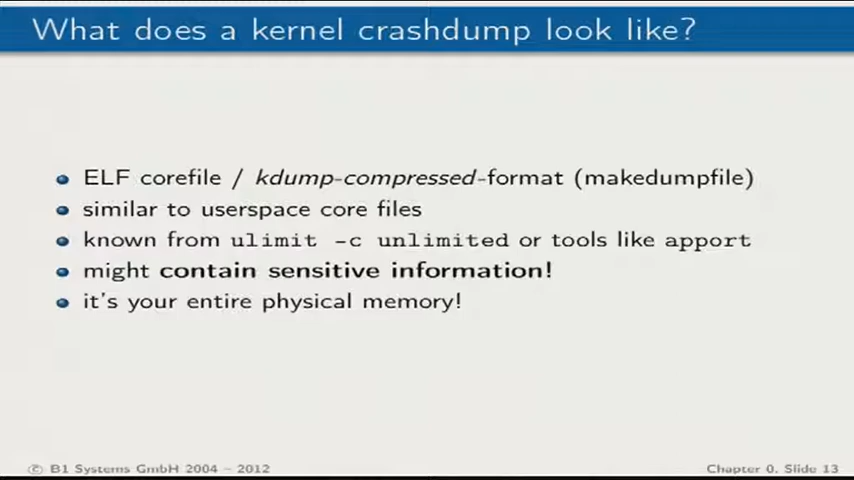 What does a kernel crashdump look like?
ELF corefile / kdump-compressed-format (makedumpfile)
similar to userspace core files
known from ulimit -c unlimited or tools like apport
might contain sensitive information!
it's your entire physical memory!
© B1 Systems GmbH 2004 – 2012
Chapter 0, Slide 13